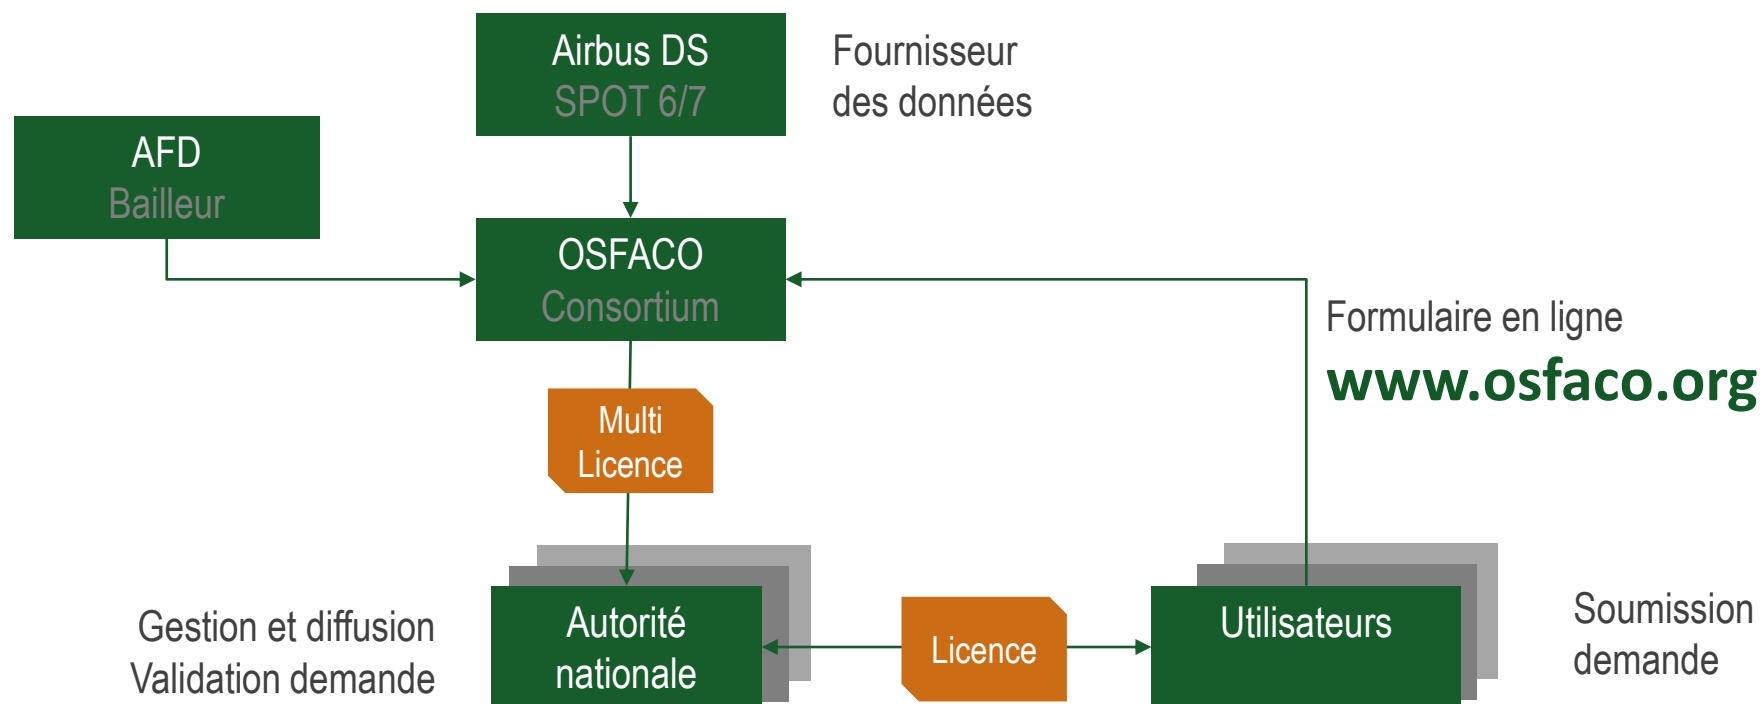 Airbus DS
SPOT 6/7
Fournisseur
des données
AFD
Bailleur
OSFACO
Consortium
Formulaire en ligne
www.osfaco.org
Multi
Licence
Gestion et diffusion
Validation demande
Autorité
nationale
Licence
Utilisateurs
Soumission
demande